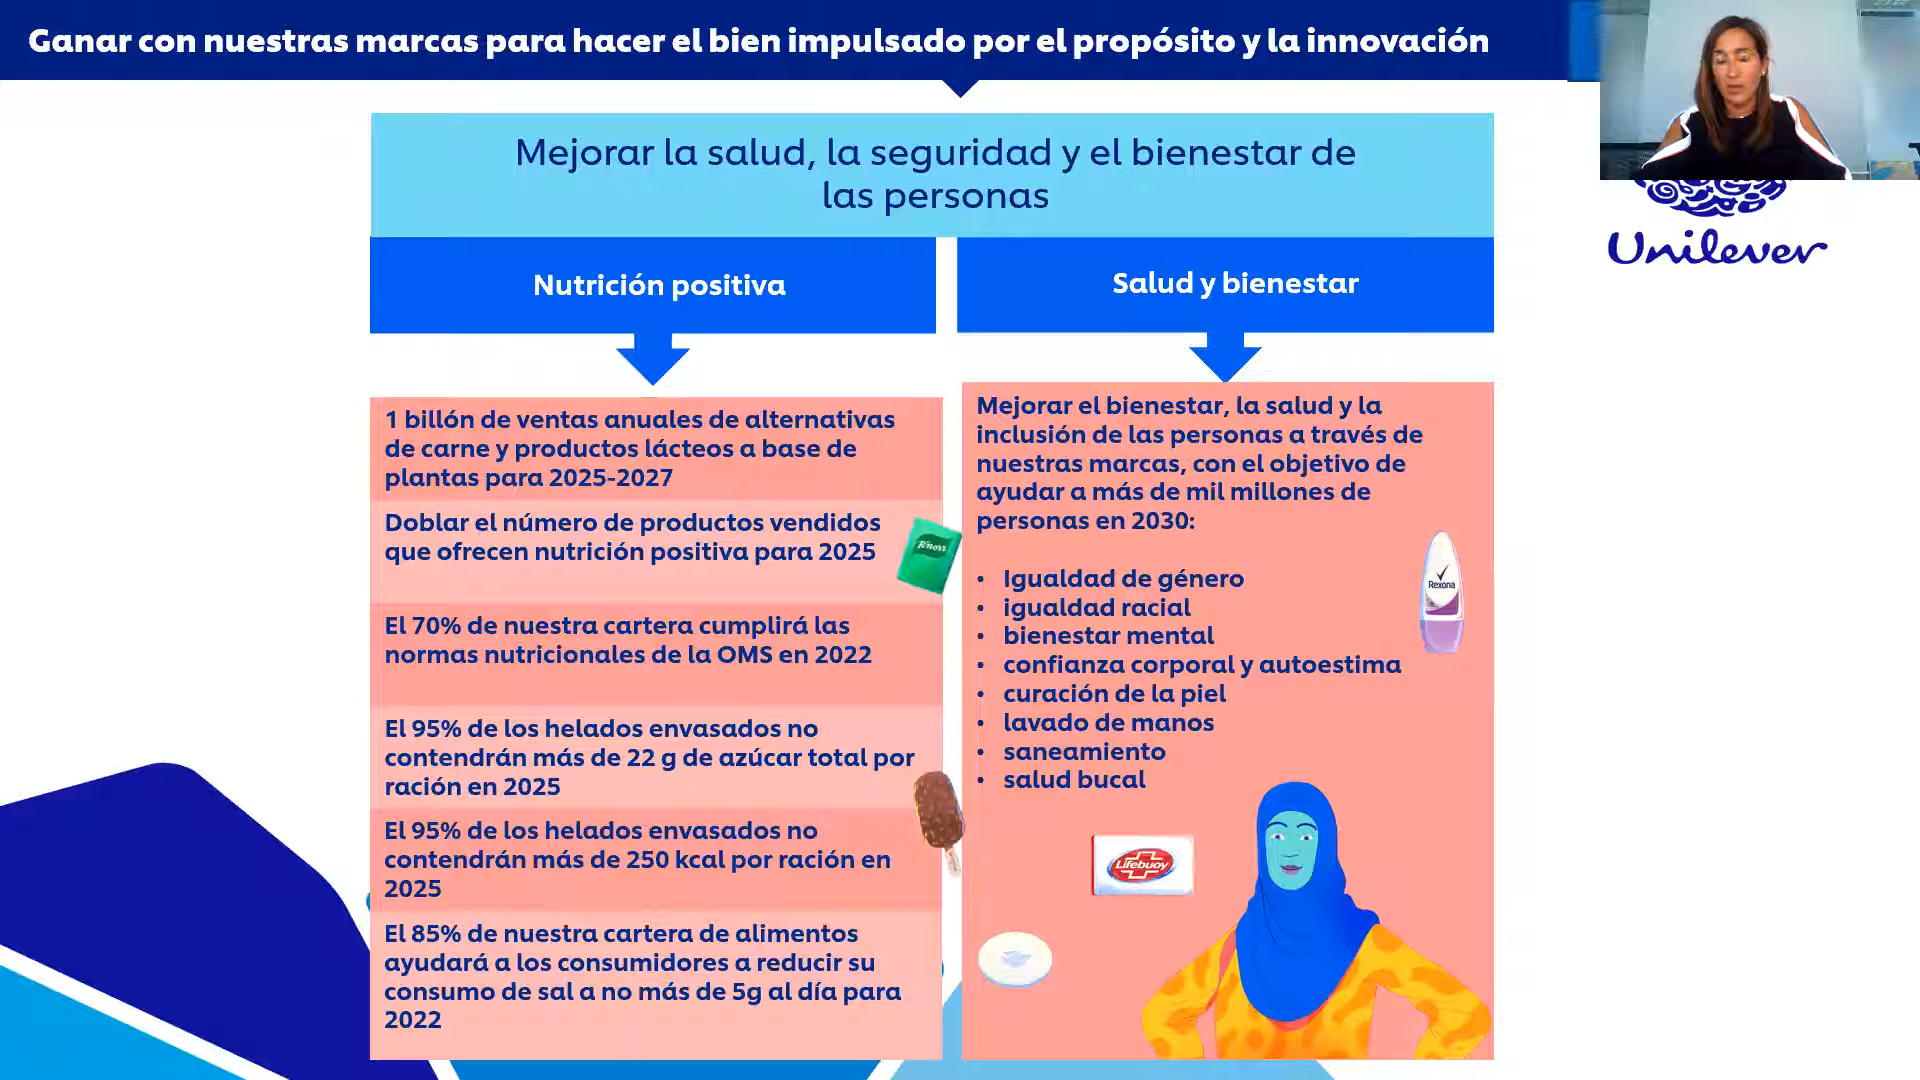 Ganar con nuestras marcas para hacer el bien impulsado por el propósito y la innovación
Mejorar la salud, la seguridad y el bienestar de
las personas
Unilever
Nutrición positiva
Salud y bienestar
1 billón de ventas anuales de alternativas
de carne y productos lácteos a base de
plantas para 2025-2027
Doblar el número de productos vendidos
que ofrecen nutrición positiva para 2025
Knorr
El 70% de nuestra cartera cumplirá las
normas nutricionales de la OMS en 2022
El 95% de los helados envasados no
contendrán más de 22 g de azúcar total por
ración en 2025
El 95% de los helados envasados no
contendrán más de 250 kcal por ración en
2025
El 85% de nuestra cartera de alimentos
ayudará a los consumidores a reducir su
consumo de sal a no más de 5g al día para
2022
Mejorar el bienestar, la salud y la
inclusión de las personas a través de
nuestras marcas, con el objetivo de
ayudar a más de mil millones de
personas en 2030:
• Igualdad de género
• igualdad racial
• bienestar mental
• confianza corporal y autoestima
• curación de la piel
• lavado de manos
• saneamiento
• salud bucal
Rexona
Lifebuoy